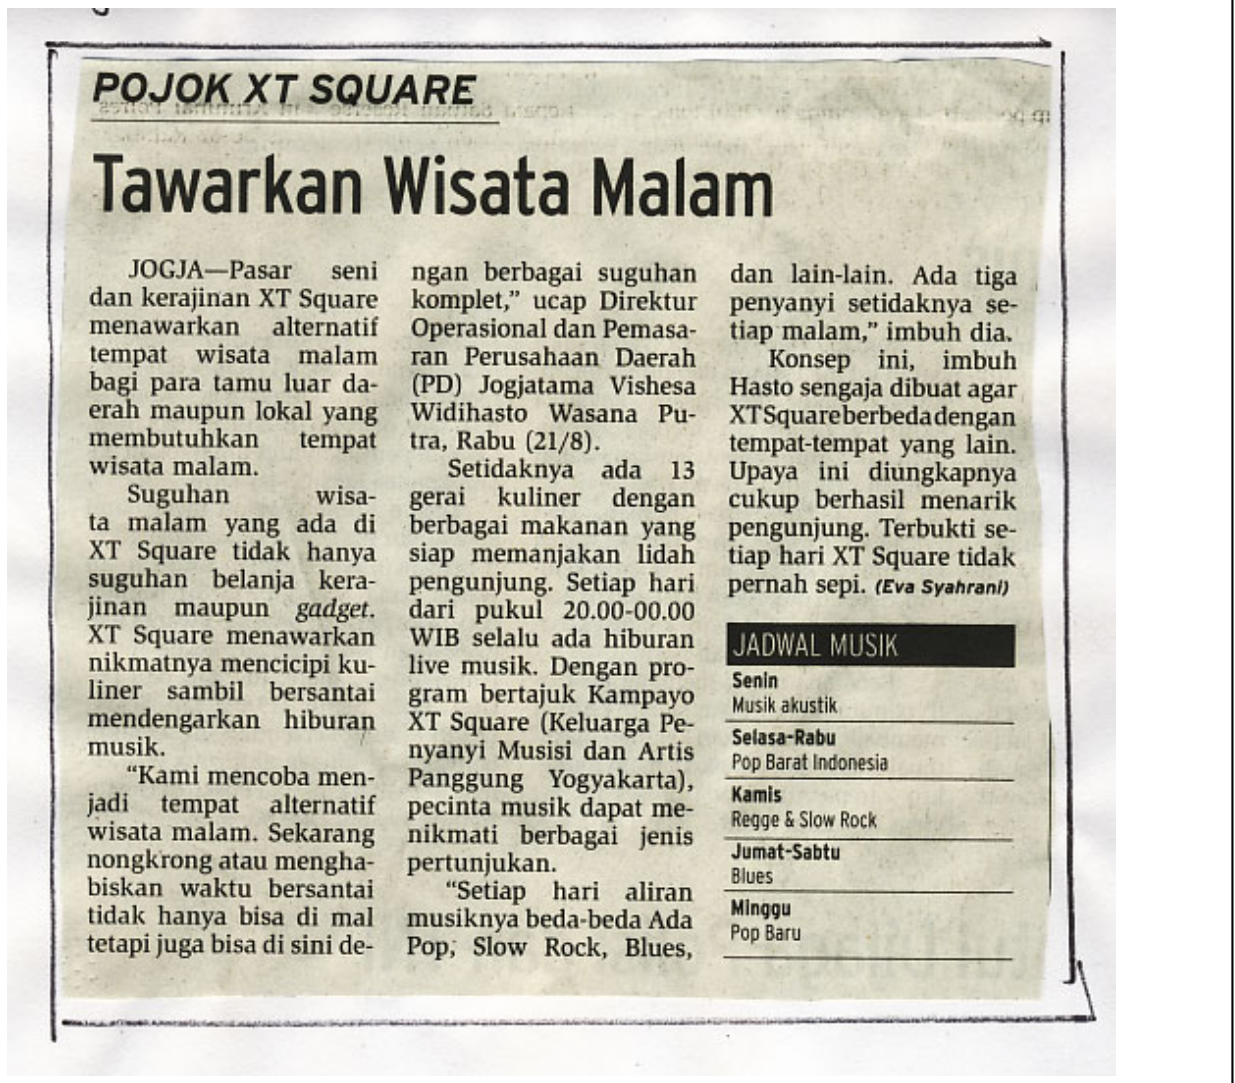 POJOK XT SQUARE
Tawarkan Wisata Malam
JOGJA—Pasar seni
dan kerajinan XT Square
menawarkan alternatif
tempat wisata malam
bagi para tamu luar da-
erah maupun lokal yang
membutuhkan tempat
wisata malam.
Suguhan wisa-
ta malam yang ada di
XT Square tidak hanya
suguhan belanja kera-
jinan maupun gadget.
XT Square menawarkan
nikmatnya mencicipi ku-
liner sambil bersantai
mendengarkan hiburan
musik.
“Kami mencoba men-
jadi tempat alternatif
wisata malam. Sekarang
nongkrong atau mengha-
biskan waktu bersantai
tidak hanya bisa di mal
tetapi juga bisa di sini de-
ngan berbagai suguhan
komplet,” ucap Direktur
Operasional dan Pemasa-
ran Perusahaan Daerah
(PD) Jogjatama Vishesa
Widihasto Wasana Pu-
tra, Rabu (21/8).
Setidaknya ada 13
gerai kuliner dengan
berbagai makanan yang
siap memanjakan lidah
pengunjung. Setiap hari
dari pukul 20.00-00.00
WIB selalu ada hiburan
live musik. Dengan pro-
gram bertajuk Kampayo
XT Square (Keluarga Pe-
nyanyi Musisi dan Artis
Panggung Yogyakarta),
pecinta musik dapat me-
nikmati berbagai jenis
pertunjukan.
“Setiap hari aliran
musiknya beda-beda Ada
Pop, Slow Rock, Blues,
dan lain-lain. Ada tiga
penyanyi setidaknya se-
tiap malam,” imbuh dia.
Konsep ini, imbuh
Hasto sengaja dibuat agar
XT Square berbeda dengan
tempat-tempat yang lain.
Upaya ini diungkapnya
cukup berhasil menarik
pengunjung. Terbukti se-
tiap hari XT Square tidak
pernah sepi. (Eva Syahrani)
JADWAL MUSIK
Senin
Musik akustik
Selasa-Rabu
Pop Barat Indonesia
Kamis
Regge & Slow Rock
Jumat-Sabtu
Blues
Minggu
Pop Baru